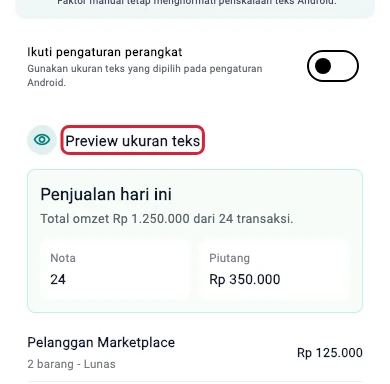 Faktor manual tetap menghormati penskalaan teks Android.
Ikuti pengaturan perangkat
Gunakan ukuran teks yang dipilih pada pengaturan
Android.
Preview ukuran teks
Penjualan hari ini
Total omzet Rp 1.250.000 dari 24 transaksi.
Nota
24
Piutang
Rp 350.000
Pelanggan Marketplace
2 barang - Lunas
Rp 125.000